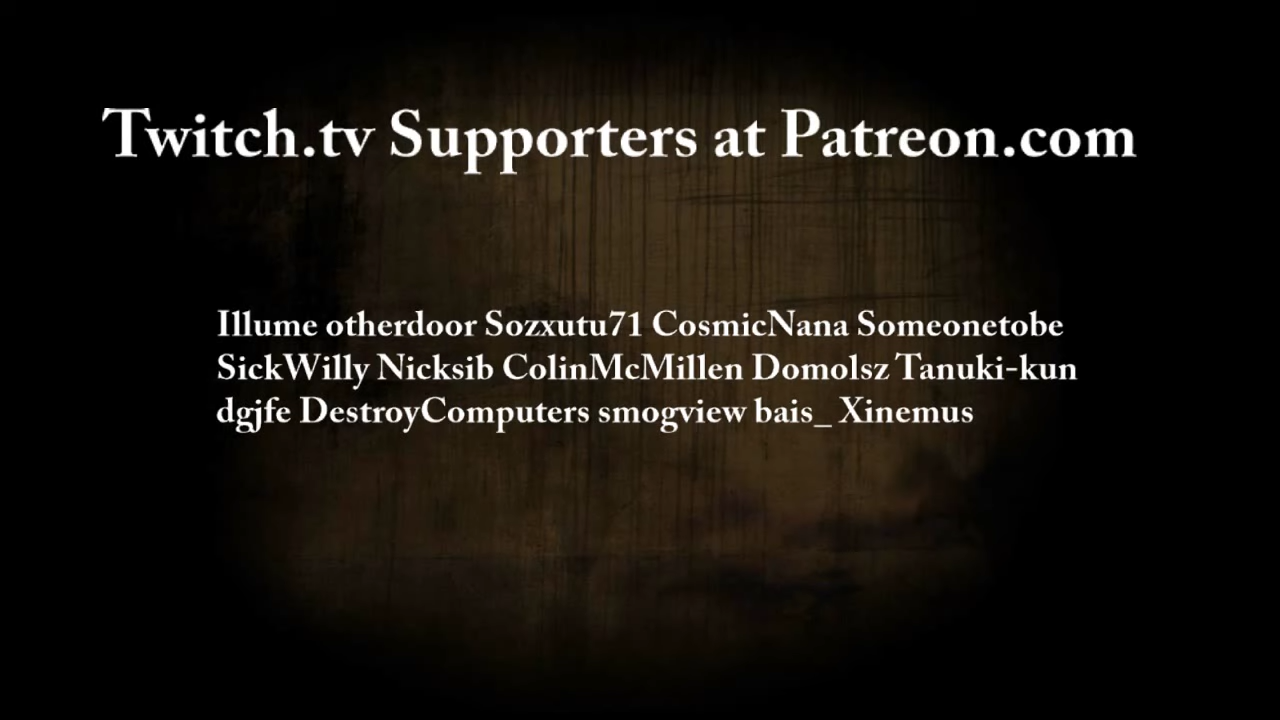 Twitch.tv Supporters at Patreon.com
Illume otherdoor Sozxutu71 CosmicNana Someonetobe
SickWilly Nicksib ColinMcMillen Domolsz Tanuki-kun
dgjfe DestroyComputers smogview bais_ Xinemus